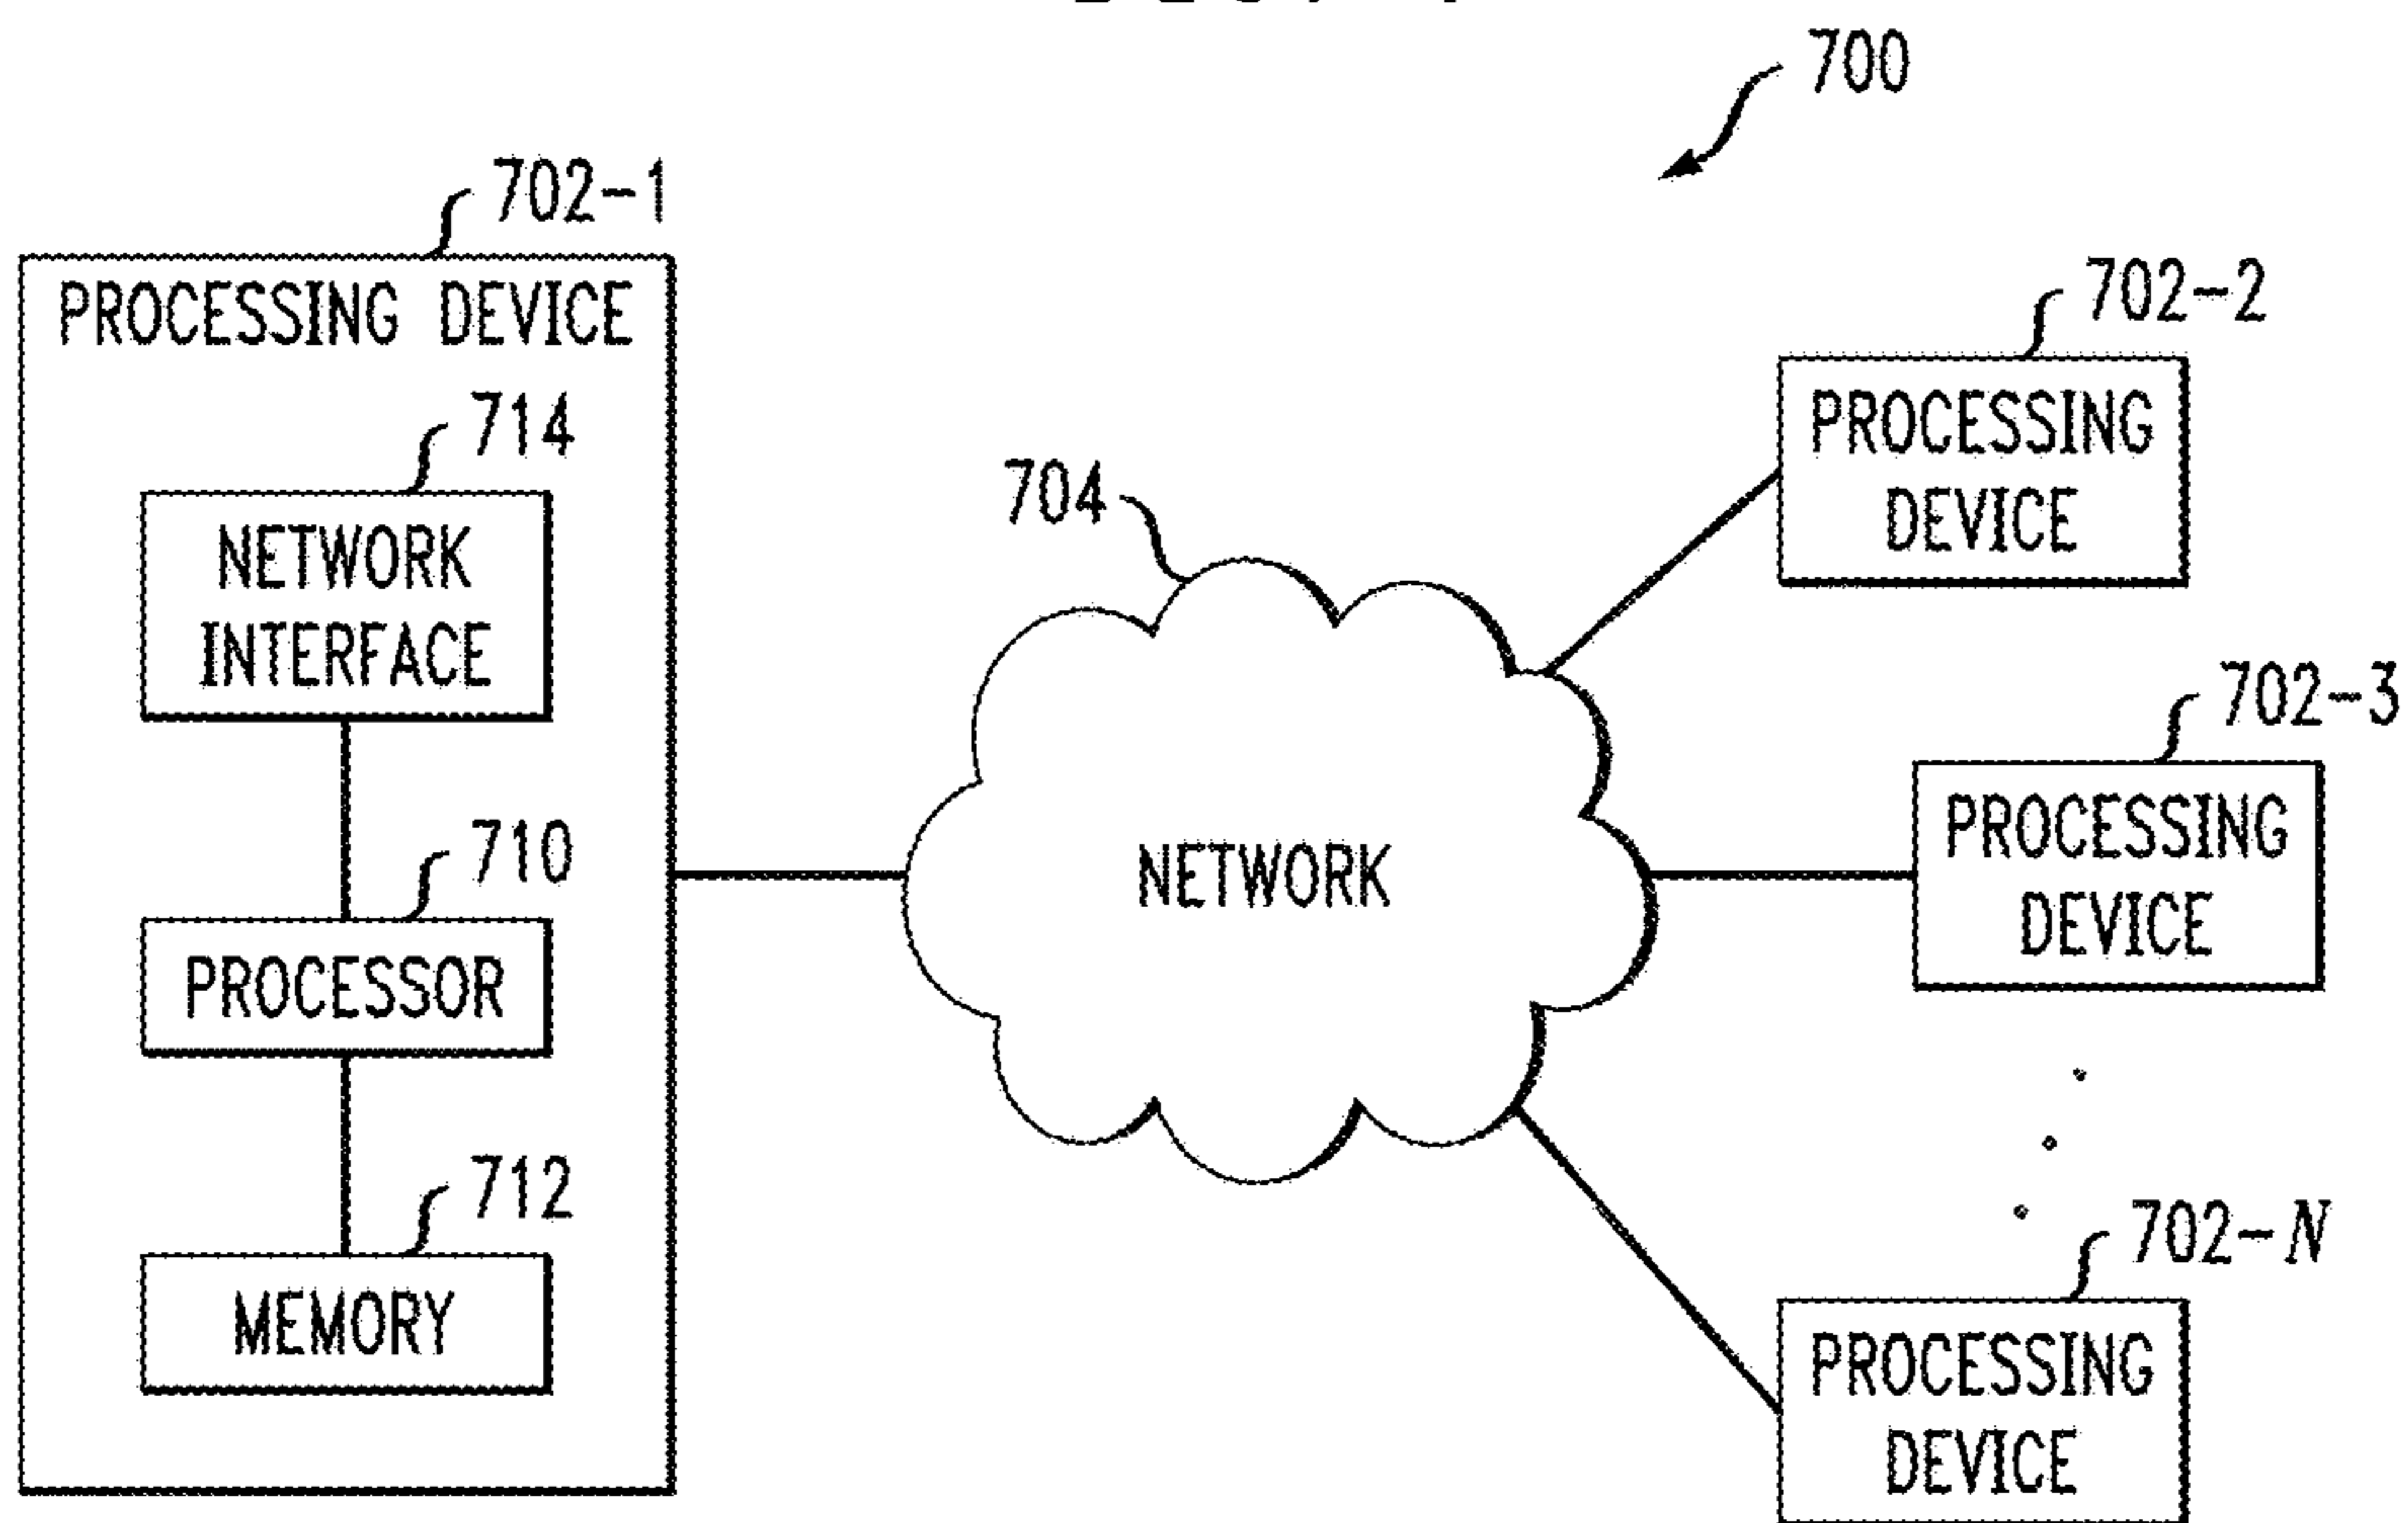 700
702-1
PROCESSING DEVICE
714
NETWORK
INTERFACE
710
PROCESSOR
712
MEMORY
704
NETWORK
702-2
PROCESSING
DEVICE
702-3
PROCESSING
DEVICE
702-N
PROCESSING
DEVICE